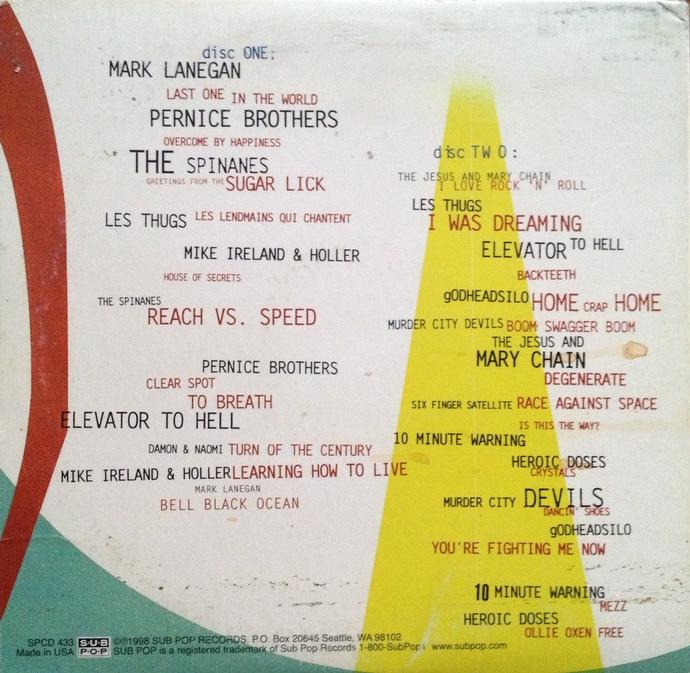 disc ONE:
MARK LANEGAN
LAST ONE IN THE WORLD
PERNICE BROTHERS
OVERCOME BY HAPPINESS
THE SPINANES
GREETINGS FROM THE SUGAR LICK
LES THUGS LES LENDMAINS QUI CHANTENT
MIKE IRELAND & HOLLER
HOUSE OF SECRETS
THE SPINANES
REACH VS. SPEED
PERNICE BROTHERS
CLEAR SPOT
TO BREATH
ELEVATOR TO HELL
DAMON & NAOMI TURN OF THE CENTURY
MIKE IRELAND & HOLLER LEARNING HOW TO LIVE
MARK LANEGAN
BELL BLACK OCEAN
disc TWO:
THE JESUS AND MARY CHAIN
I LOVE ROCK 'N' ROLL
LES THUGS
I WAS DREAMING
ELEVATOR TO HELL
BACKTEETH
gODHEADSILO HOME CRAP HOME
MURDER CITY DEVILS BOOM SWAGGER BOOM
THE JESUS AND
MARY CHAIN
DEGENERATE
SIX FINGER SATELLITE RACE AGAINST SPACE
IS THIS THE WAY?
10 MINUTE WARNING
HEROIC DOSES
CRYSTALS
MURDER CITY DEVILS
DANCIN' SHOES
gODHEADSILO
YOU'RE FIGHTING ME NOW
10 MINUTE WARNING
MEZZ
HEROIC DOSES
OLLIE OXEN FREE
SPCD 433 SUB ©℗1998 SUB POP RECORDS. P.O. Box 20645 Seattle, WA 98102
Made in USA POP SUB POP is a registered trademark of Sub Pop Records 1-800-SubPop1 www.subpop.com